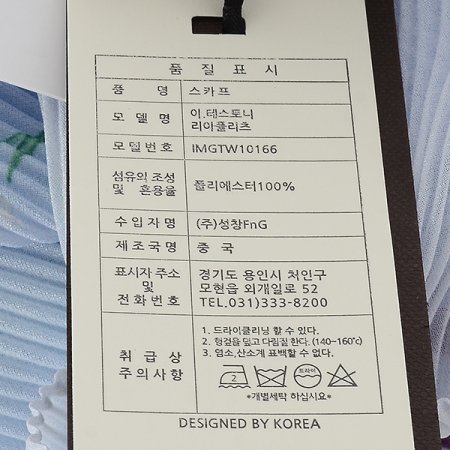 품 질 표 시
품 명 스카프
모 델 명 이.테스토니
리아플리츠
모델번호 IMGTW10166
섬유의 조성
및 혼용율 폴리에스터100%
수입자명 (주)성창FnG
제조국명 중 국
표시자 주소
및
전화번호
경기도 용인시 처인구
모현읍 외개일로 52
TEL.031)333-8200
취 급 상
주의사항
1. 드라이클리닝 할 수 있다.
2. 헝겊을 덮고 다림질 한다. (140~160℃)
3. 염소,산소계 표백할 수 없다.
2 드라이
*개별세탁 하십시요*
DESIGNED BY KOREA